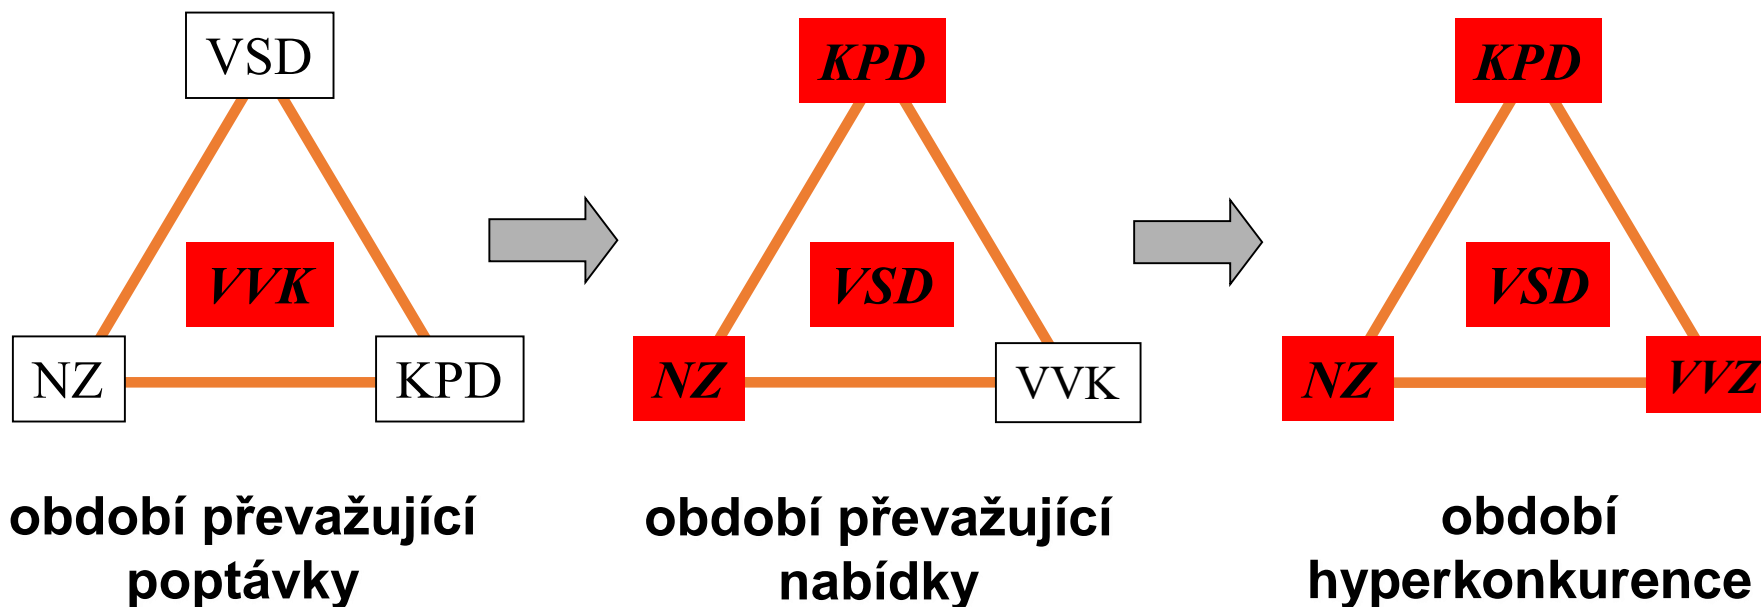 VSD
VVK
NZ
KPD
období převažující
poptávky
KPD
VSD
NZ
VVK
období převažující
nabídky
KPD
VSD
NZ
VVZ
období
hyperkonkurence